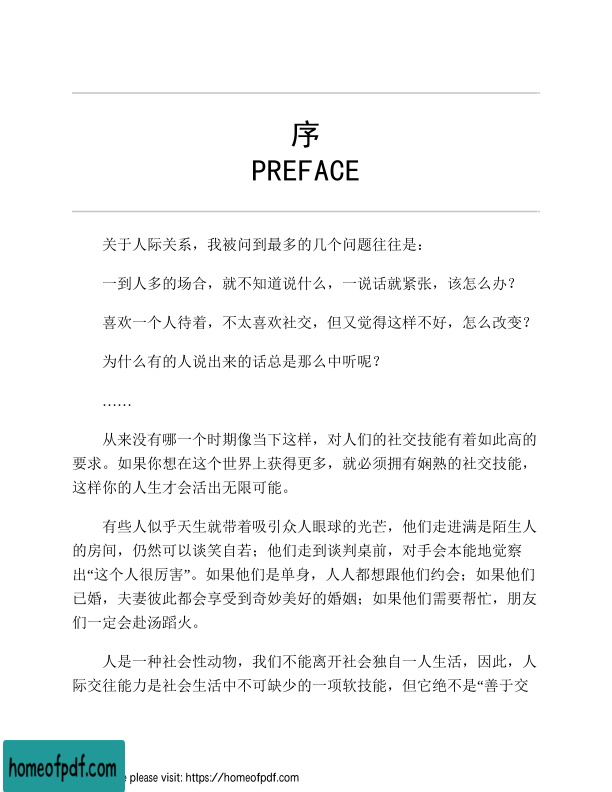 序
PREFACE
关于人际关系，我被问到最多的几个问题往往是：
一到人多的场合，就不知道说什么，一说话就紧张，该怎么办？
喜欢一个人待着，不太喜欢社交，但又觉得这样不好，怎么改变？
为什么有的人说出来的话总是那么中听呢？
……
从来没有哪一个时期像当下这样，对人们的社交技能有着如此高的
要求。如果你想在这个世界上获得更多，就必须拥有娴熟的社交技能，
这样你的人生才会活出无限可能。
有些人似乎天生就带着吸引众人眼球的光芒，他们走进满是陌生人
的房间，仍然可以谈笑自若；他们走到谈判桌前，对手会本能地觉察
出“这个人很厉害”。如果他们是单身，人人都想跟他们约会；如果他们
已婚，夫妻彼此都会享受到奇妙美好的婚姻；如果他们需要帮忙，朋友
们一定会赴汤蹈火。
人是一种社会性动物，我们不能离开社会独自一人生活，因此，人
际交往能力是社会生活中不可缺少的一项软技能，但它绝不是“善于交
homeofpdf.com
e please visit: https://homeofpdf.com